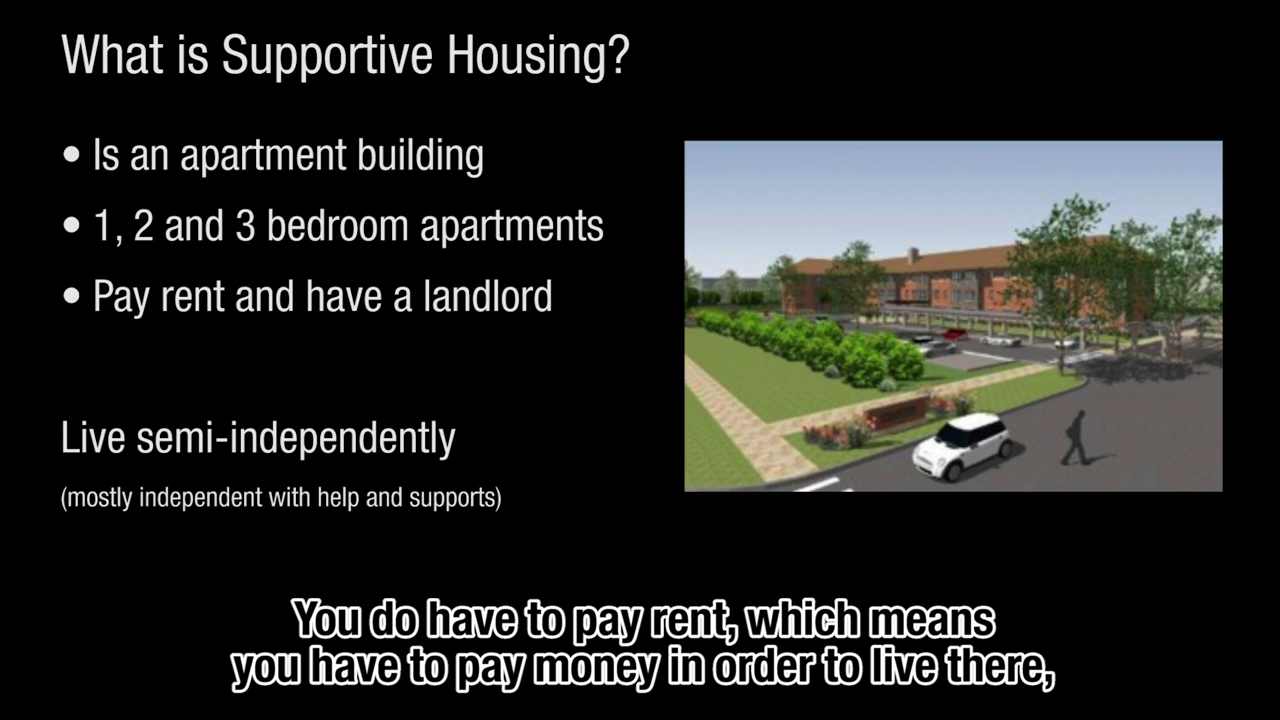 What is Supportive Housing?
• Is an apartment building
• 1, 2 and 3 bedroom apartments
• Pay rent and have a landlord
Live semi-independently
(mostly independent with help and supports)
You do have to pay rent, which means
you have to pay money in order to live there,